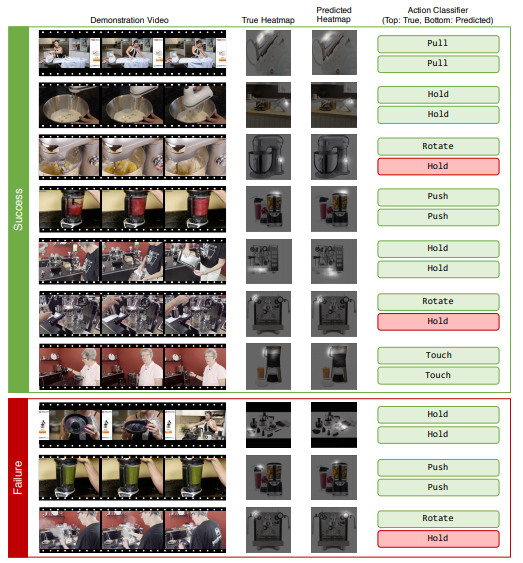 Demonstration Video
True Heatmap
Predicted
Heatmap
Action Classifier
(Top: True, Bottom: Predicted)
Success
Pull
Pull
Hold
Hold
Rotate
Hold
Push
Push
Hold
Hold
Rotate
Hold
Touch
Touch
Failure
Hold
Hold
Push
Push
Rotate
Hold